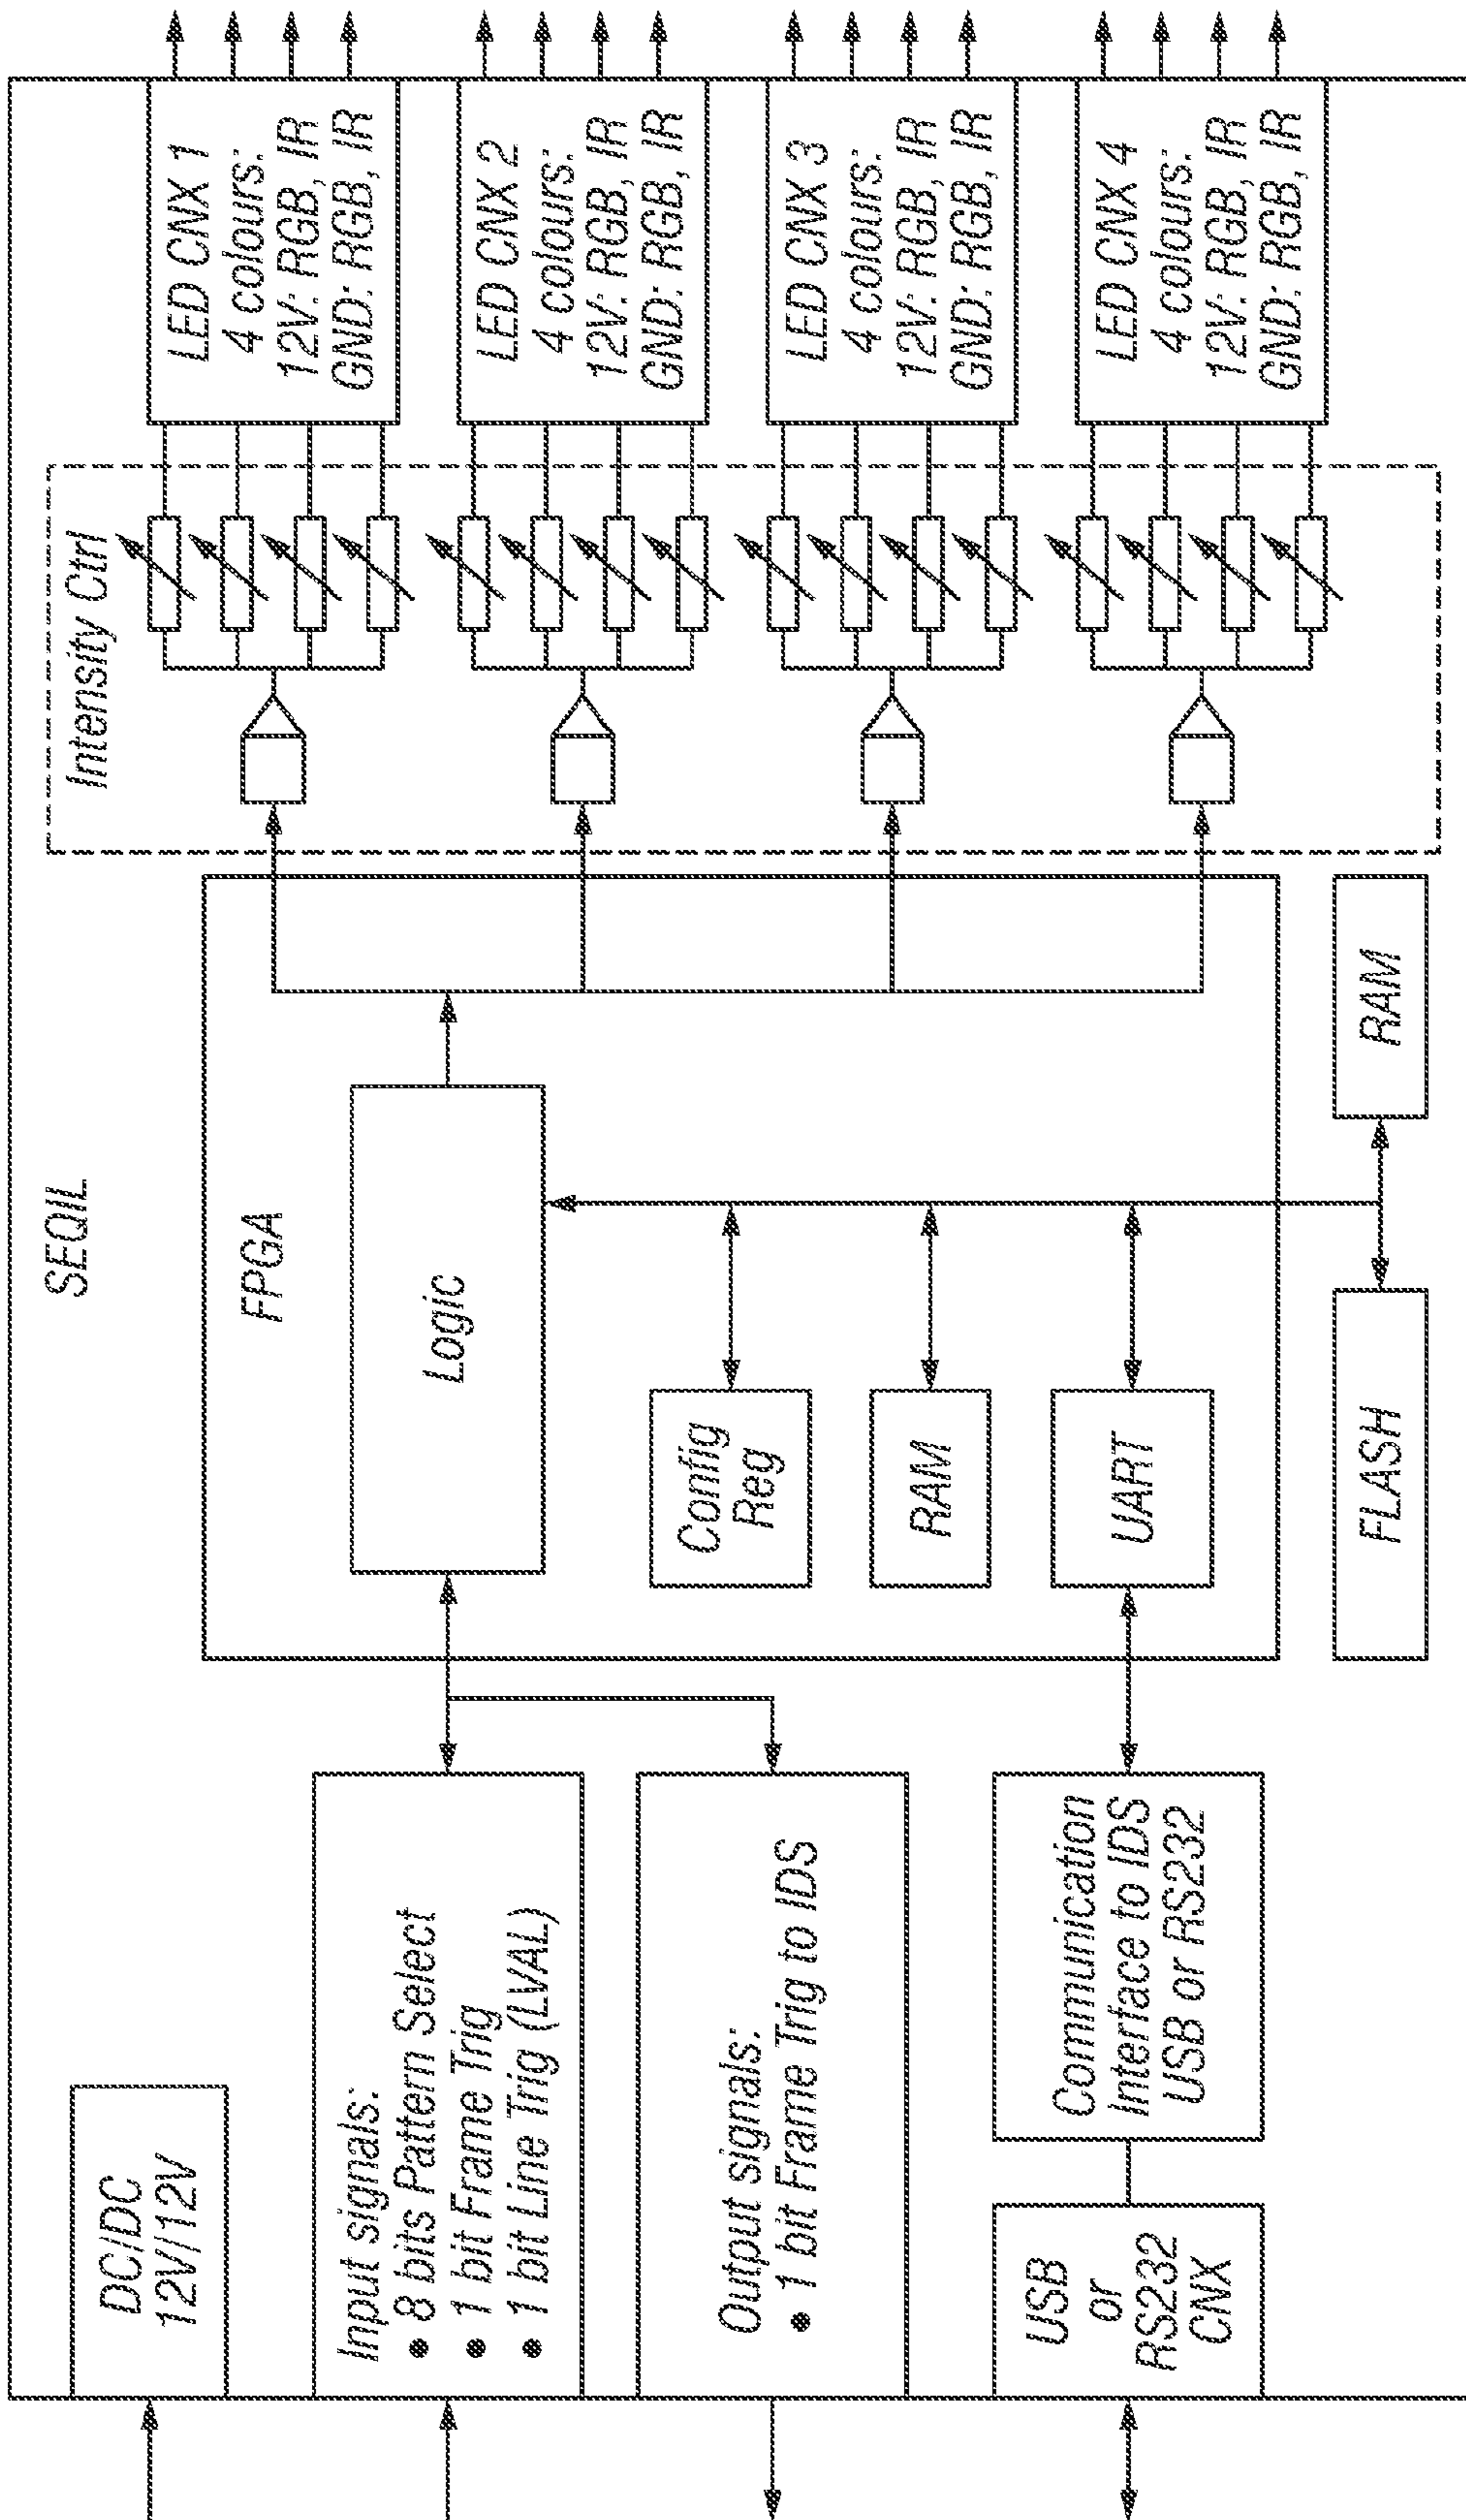 SEQIL
DC/DC
12V/12V
Input signals:
• 8 bits Pattern Select
• 1 bit Frame Trig
• 1 bit Line Trig (LVAL)
Output signals:
• 1 bit Frame Trig to IDS
USB
or
RS232
CNX
Communication
Interface to IDS
USB or RS232
FPGA
Logic
Config
Reg
RAM
UART
FLASH
RAM
Intensity Ctrl
LED CNX 1
4 colours:
12V: RGB, IR
GND: RGB, IR
LED CNX 2
4 colours:
12V: RGB, IR
GND: RGB, IR
LED CNX 3
4 colours:
12V: RGB, IR
GND: RGB, IR
LED CNX 4
4 colours:
12V: RGB, IR
GND: RGB, IR